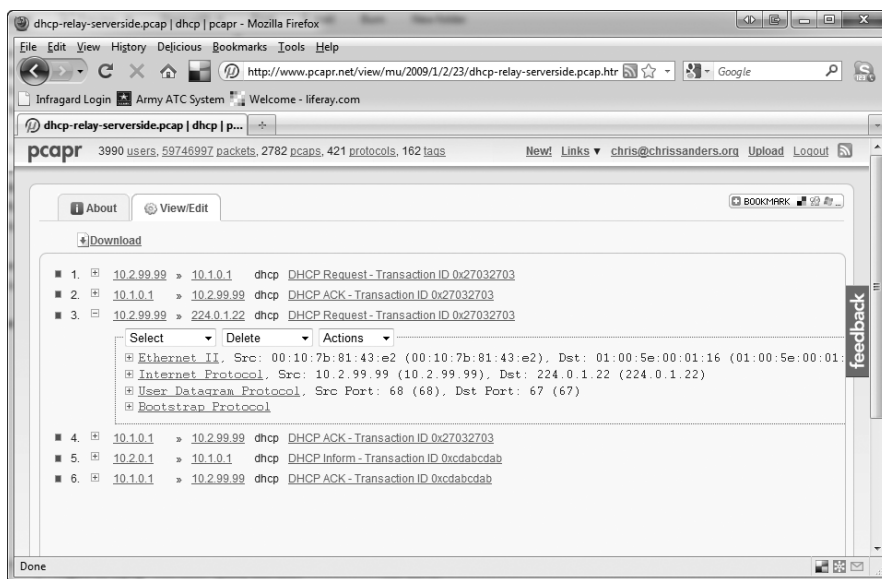 dhcp-relay-serverside.pcap | dhcp | pcapr - Mozilla Firefox
File Edit View History Delicious Bookmarks Tools Help
http://www.pcapr.net/view/mu/2009/1/2/23/dhcp-relay-serverside.pcap.htr
Google
Infragard Login Army ATC System Welcome - liferay.com
dhcp-relay-serverside.pcap | dhcp | p...
pcapr 3990 users, 59746997 packets, 2782 pcaps, 421 protocols, 162 tags New! Links ▾ chris@chrissanders.org Upload Logout
About View/Edit BOOKMARK
Download
1. 10.2.99.99 » 10.1.0.1 dhcp DHCP Request - Transaction ID 0x27032703
2. 10.1.0.1 » 10.2.99.99 dhcp DHCP ACK - Transaction ID 0x27032703
3. 10.2.99.99 » 224.0.1.22 dhcp DHCP Request - Transaction ID 0x27032703
Select Delete Actions
Ethernet II, Src: 00:10:7b:81:43:e2 (00:10:7b:81:43:e2), Dst: 01:00:5e:00:01:16 (01:00:5e:00:01:
Internet Protocol, Src: 10.2.99.99 (10.2.99.99), Dst: 224.0.1.22 (224.0.1.22)
User Datagram Protocol, Src Port: 68 (68), Dst Port: 67 (67)
Bootstrap Protocol
4. 10.1.0.1 » 10.2.99.99 dhcp DHCP ACK - Transaction ID 0x27032703
5. 10.2.0.1 » 10.1.0.1 dhcp DHCP Inform - Transaction ID 0xcdabcdab
6. 10.1.0.1 » 10.2.99.99 dhcp DHCP ACK - Transaction ID 0xcdabcdab
feedback
Done